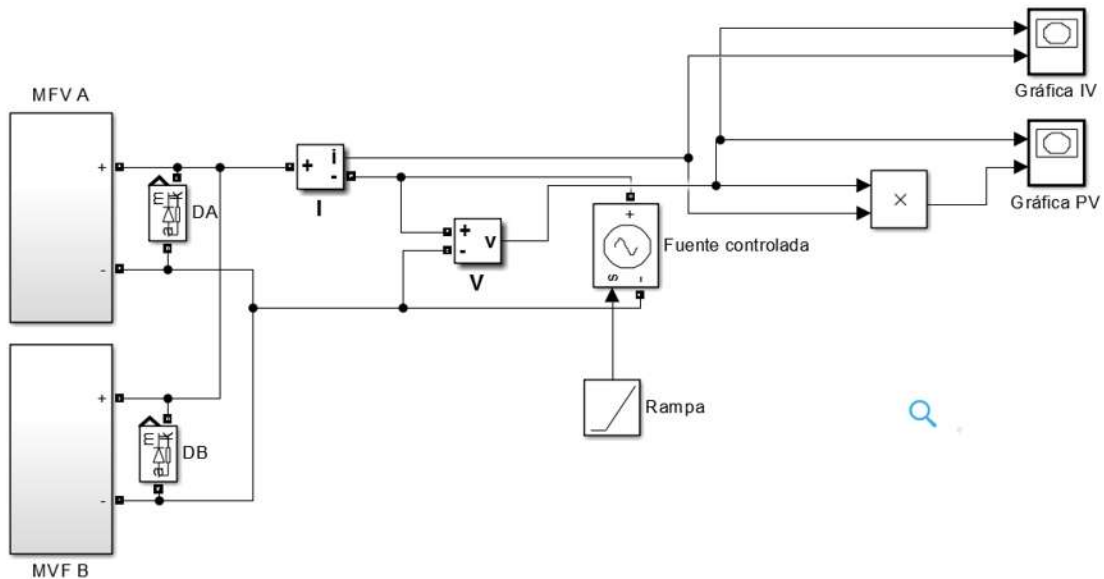 MFV A
+
-
m
k
a
DA
+
i
-
I
+
-
v
V
+
s
-
Fuente controlada
Rampa
×
Gráfica IV
Gráfica PV
+
-
m
k
a
DB
MVF B